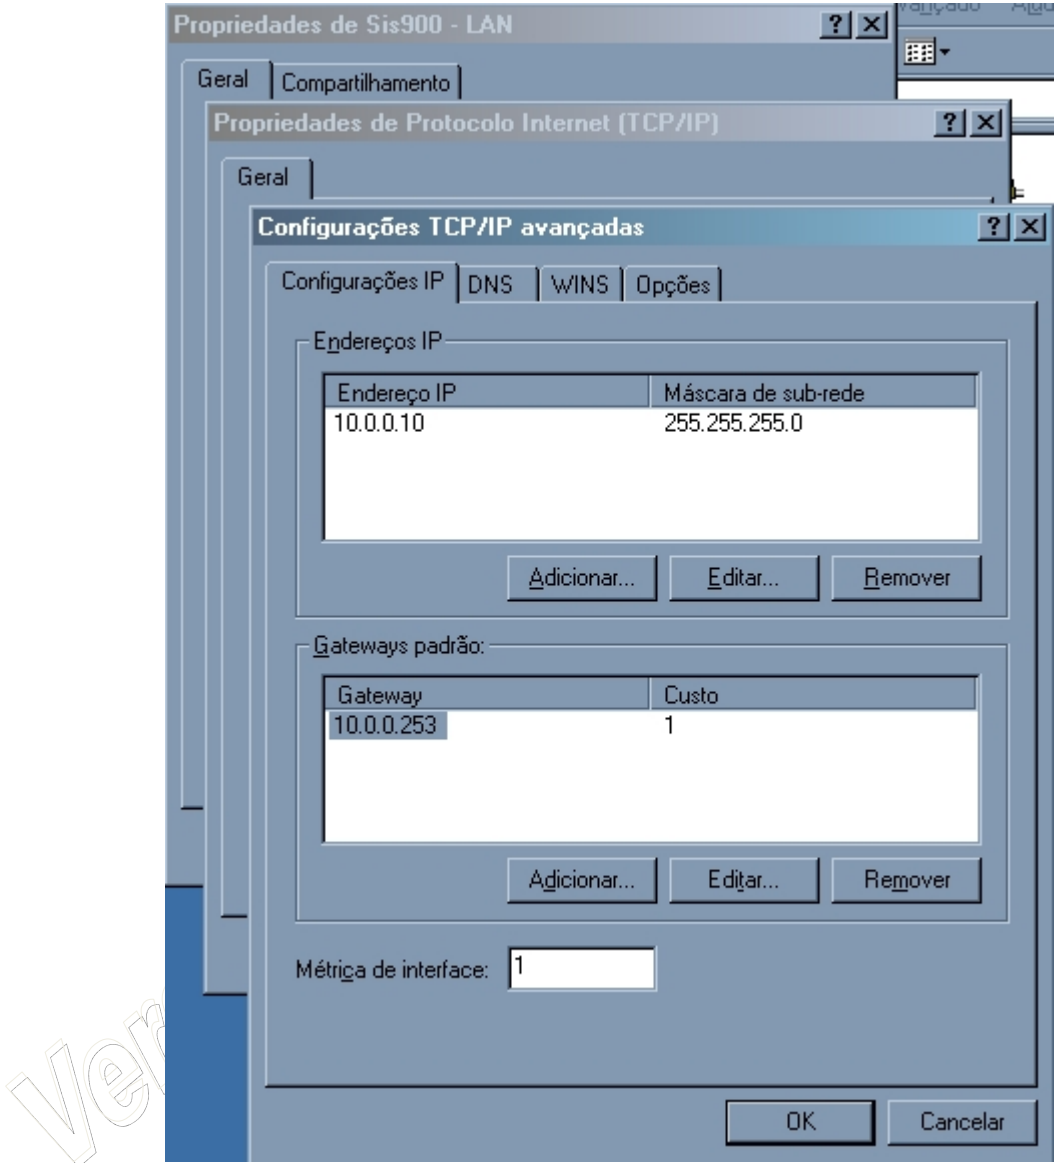 Propriedades de Sis900 - LAN
Geral Compartilhamento
Propriedades de Protocolo Internet (TCP/IP)
Geral
Configurações TCP/IP avançadas
Configurações IP DNS WINS Opções
Endereços IP
Endereço IP Máscara de sub-rede
10.0.0.10 255.255.255.0
Adicionar... Editar... Remover
Gateways padrão:
Gateway Custo
10.0.0.253 1
Adicionar... Editar... Remover
Métrica de interface: 1
OK Cancelar
Ver